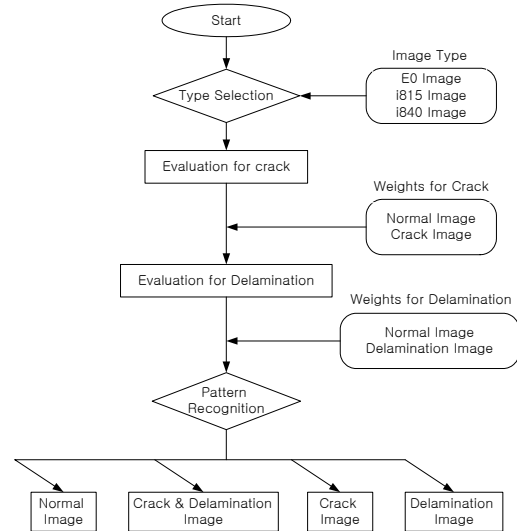 Start
Image Type
Type Selection
E0 Image
i815 Image
i840 Image
Evaluation for crack
Weights for Crack
Normal Image
Crack Image
Evaluation for Delamination
Weights for Delamination
Normal Image
Delamination Image
Pattern
Recognition
Normal
Image
Crack & Delamination
Image
Crack
Image
Delamination
Image